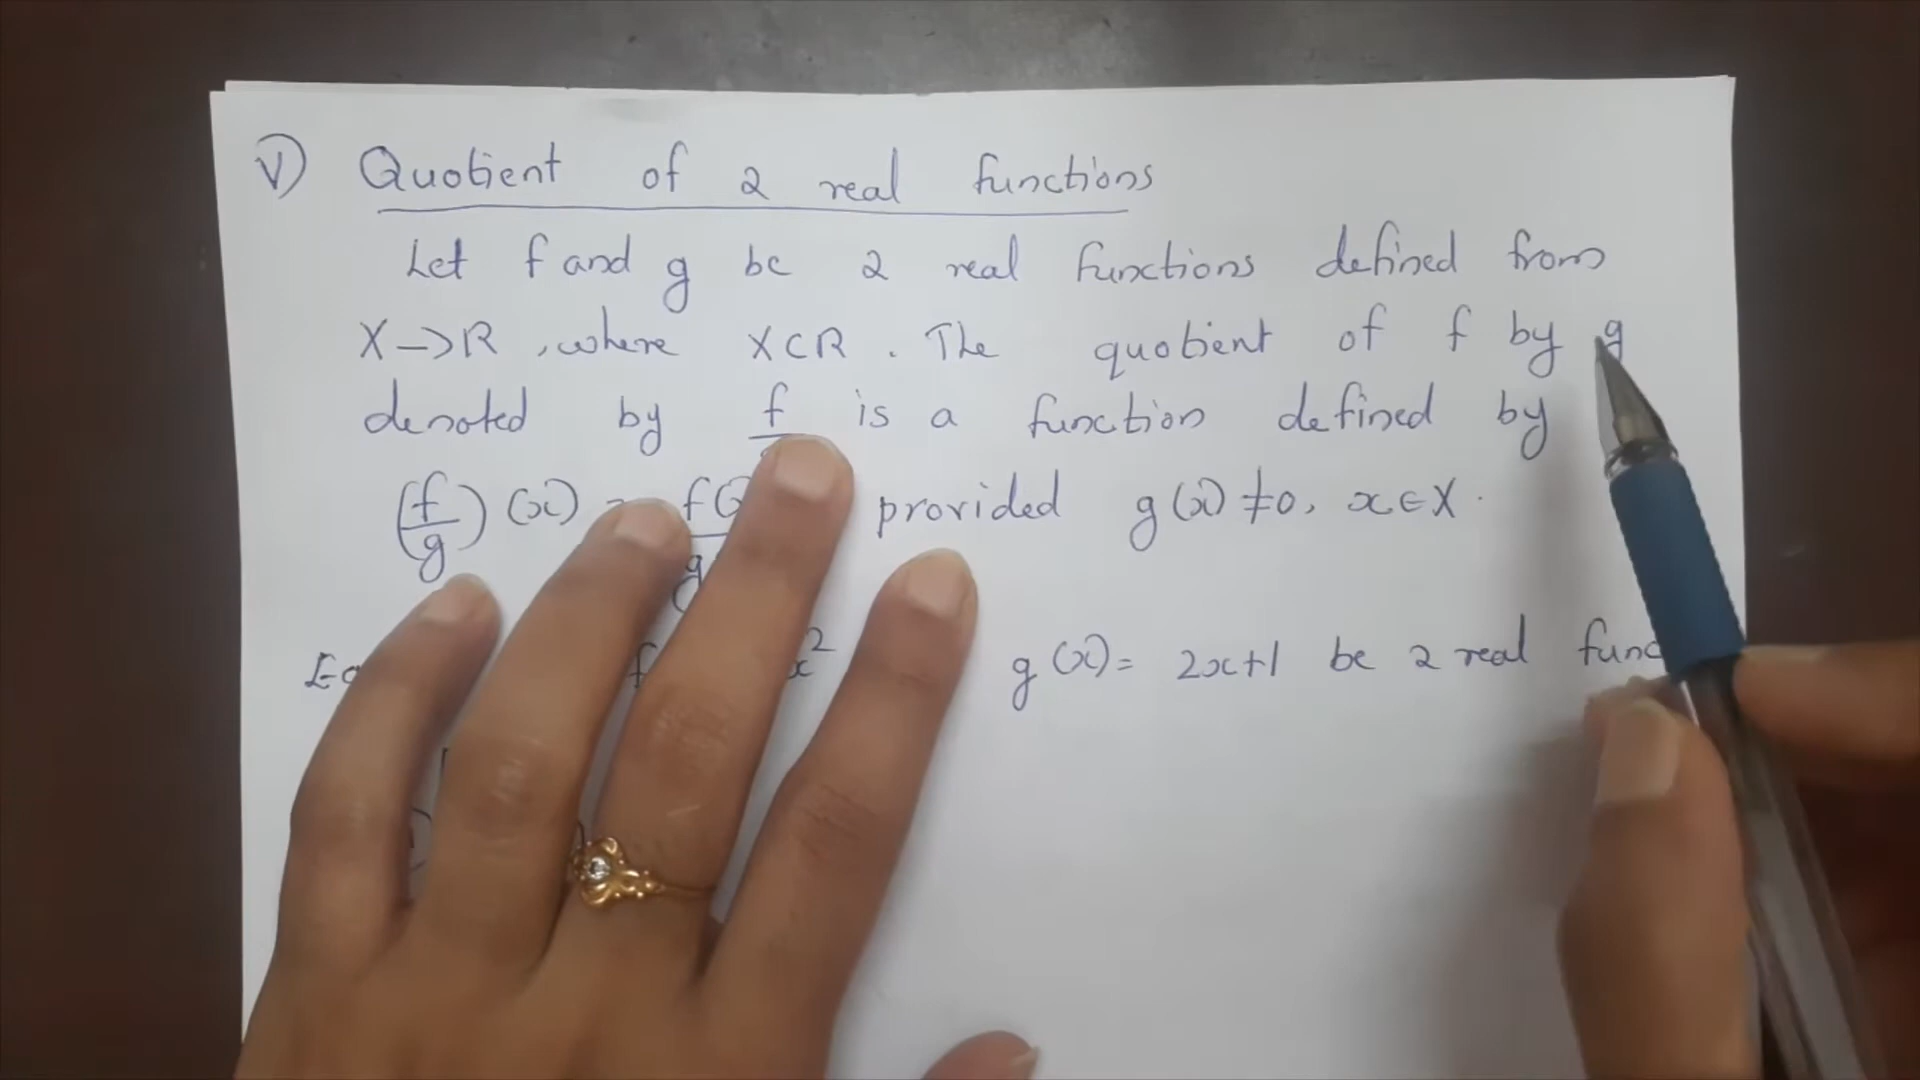 V) Quotient of 2 real functions
Let f and g be 2 real functions defined from
X→R, where X⊂R. The quotient of f by g
denoted by f is a function defined by
(f/g)(x) = f( provided g(x)≠0, x∈X.
g
x² g(x)= 2x+1 be 2 real func